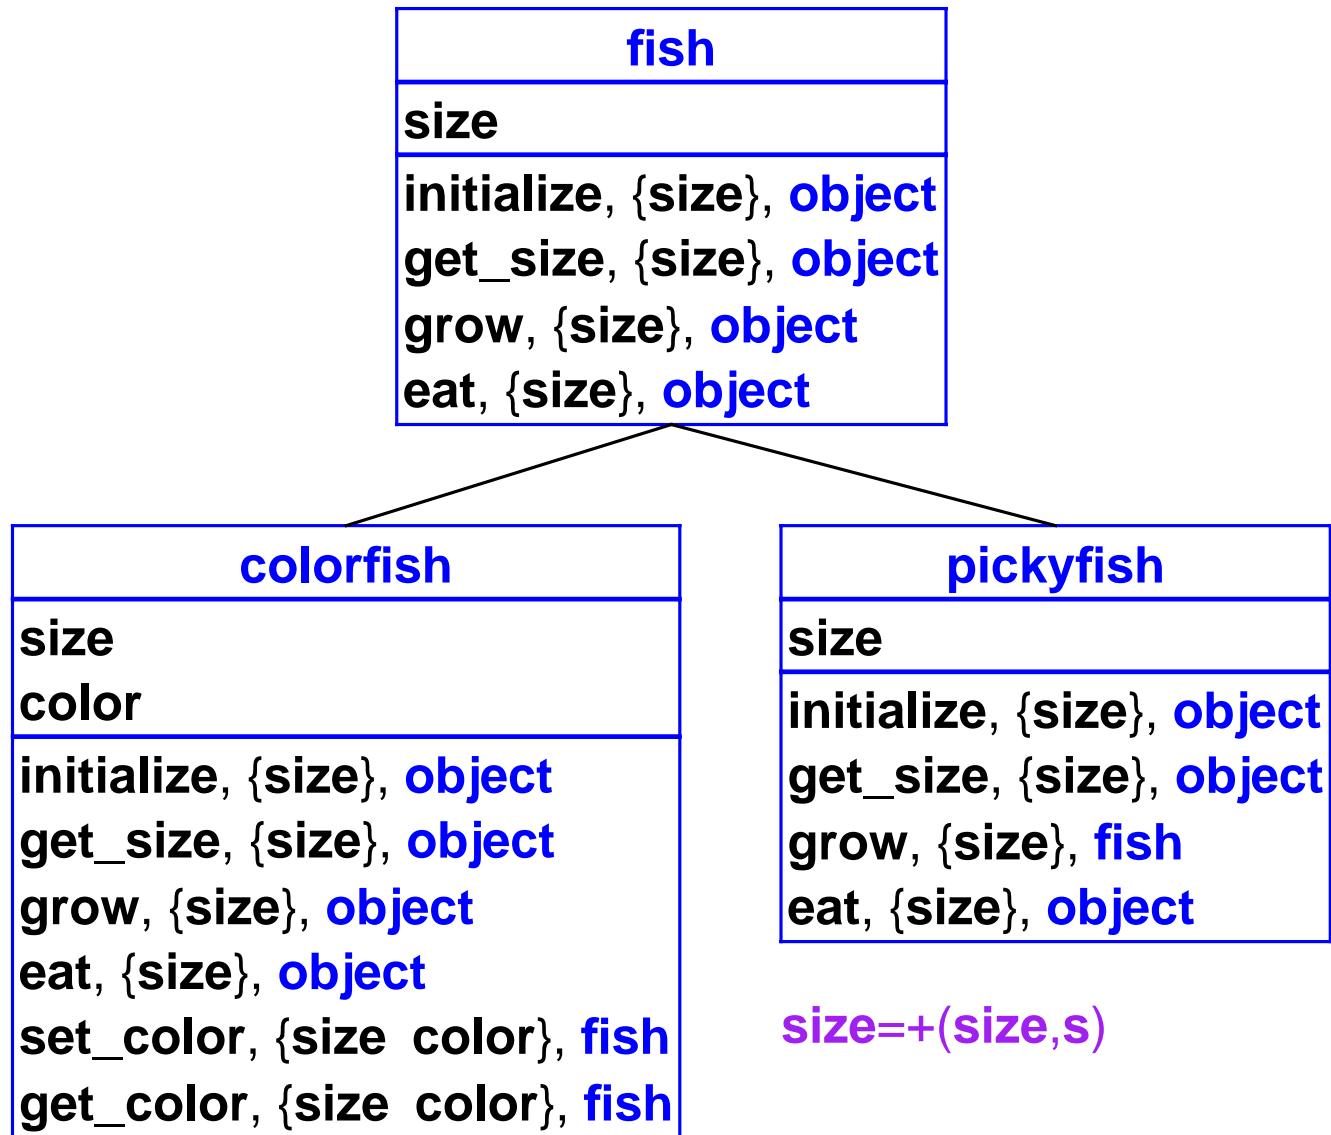 fish
size
initialize, {size}, object
get_size, {size}, object
grow, {size}, object
eat, {size}, object
colorfish
size
color
initialize, {size}, object
get_size, {size}, object
grow, {size}, object
eat, {size}, object
set_color, {size color}, fish
get_color, {size color}, fish
pickyfish
size
initialize, {size}, object
get_size, {size}, object
grow, {size}, fish
eat, {size}, object
size=+(size,s)